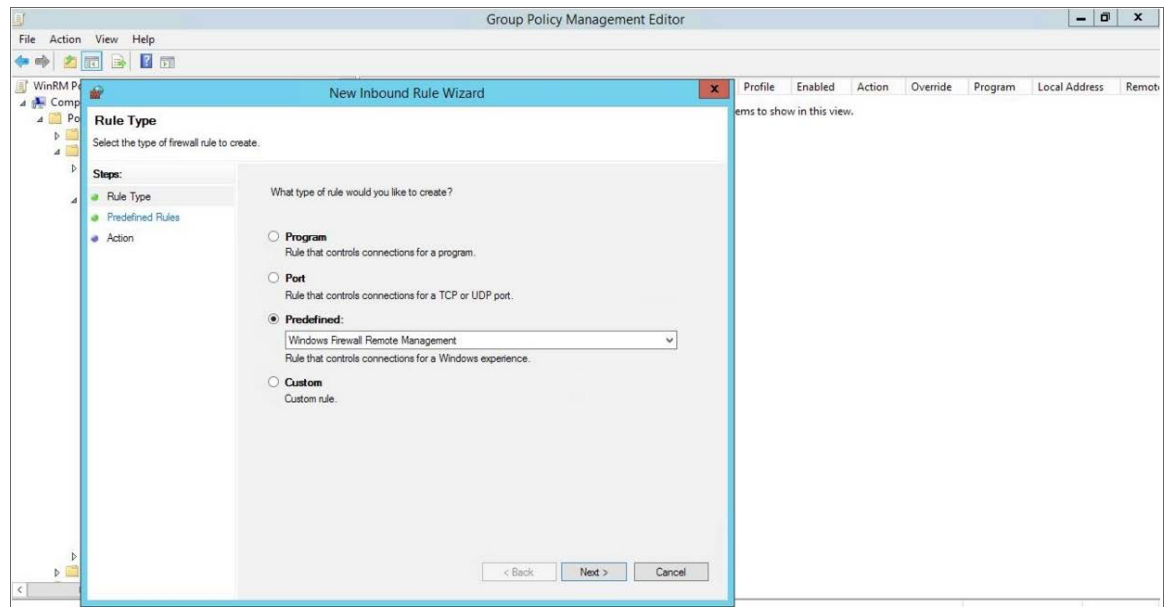 Group Policy Management Editor
File Action View Help
WinRM Po
Comp
Po
Profile Enabled Action Override Program Local Address Remot
ems to show in this view.
New Inbound Rule Wizard
Rule Type
Select the type of firewall rule to create.
Steps:
Rule Type
Predefined Rules
Action
What type of rule would you like to create?
Program
Rule that controls connections for a program.
Port
Rule that controls connections for a TCP or UDP port.
Predefined:
Windows Firewall Remote Management
Rule that controls connections for a Windows experience.
Custom
Custom rule.
< Back Next > Cancel